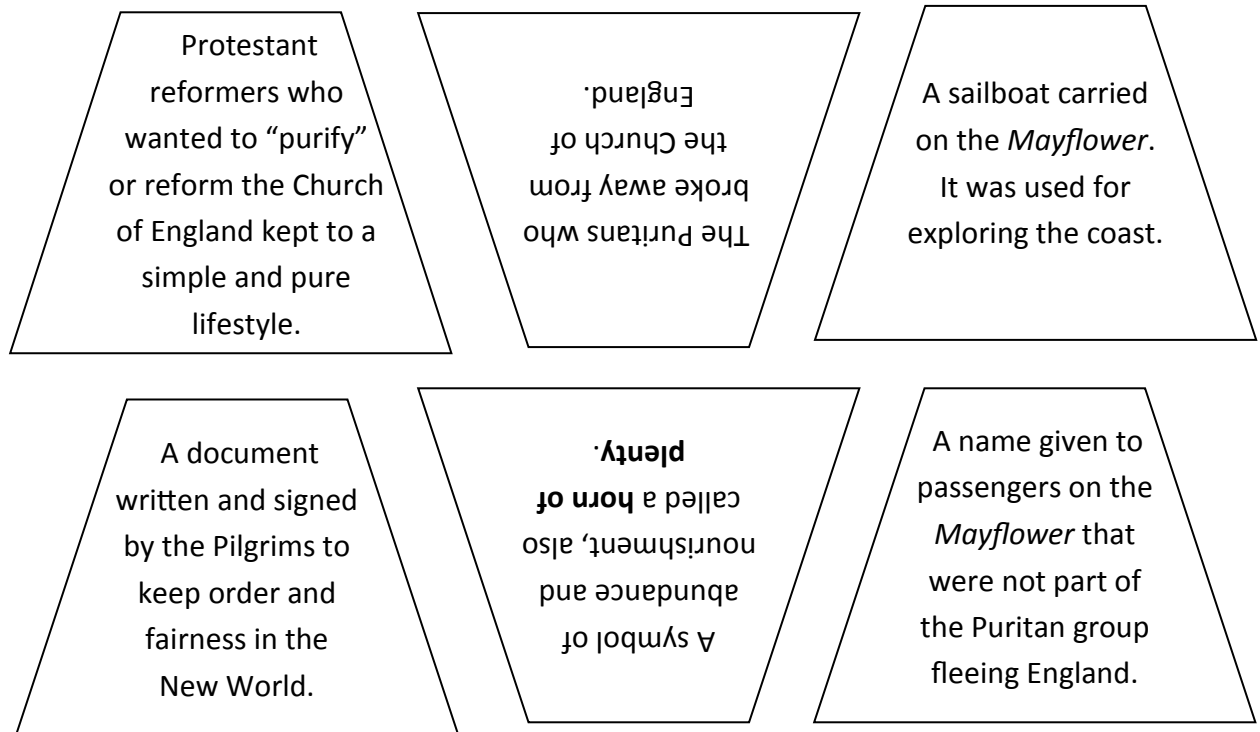 Protestant
reformers who
wanted to “purify”
or reform the Church
of England kept to a
simple and pure
lifestyle.
The Puritans who
broke away from
the Church of
England.
A sailboat carried
on the Mayflower.
It was used for
exploring the coast.
A document
written and signed
by the Pilgrims to
keep order and
fairness in the
New World.
A symbol of
abundance and
nourishment, also,
called a horn of
plenty.
A name given to
passengers on the
Mayflower that
were not part of
the Puritan group
fleeing England.